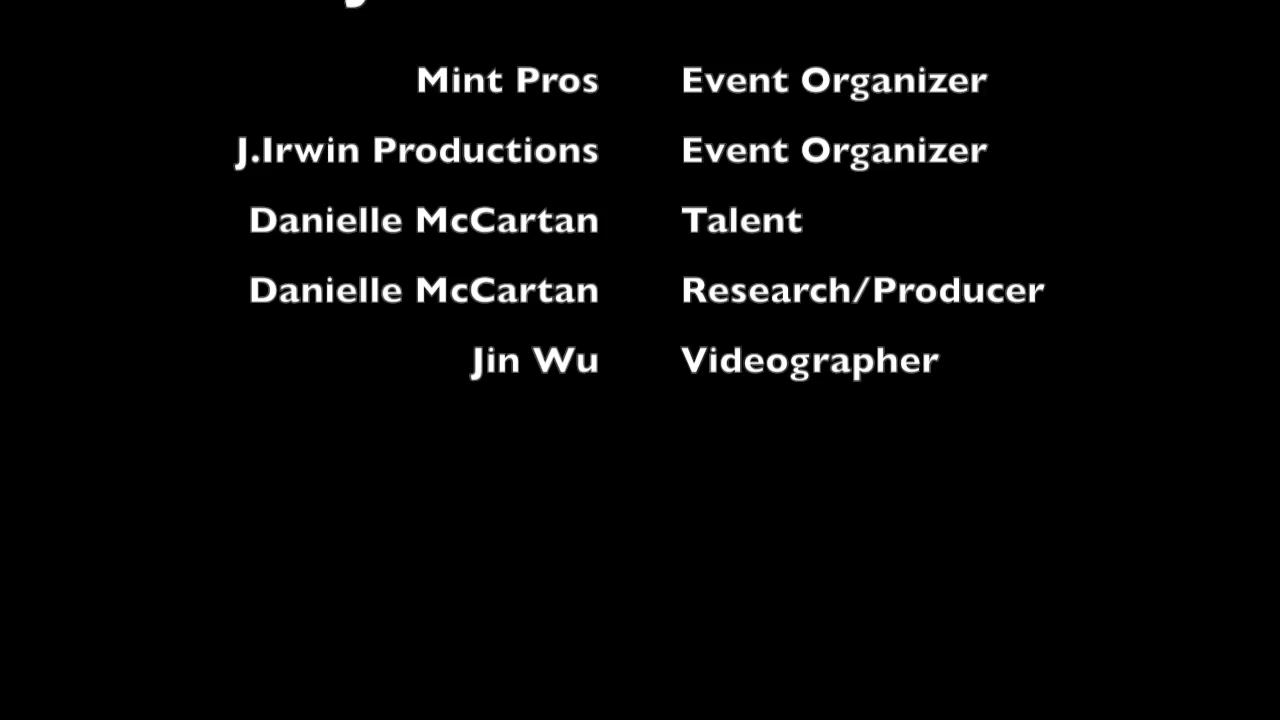 Mint Pros Event Organizer
J.Irwin Productions Event Organizer
Danielle McCartan Talent
Danielle McCartan Research/Producer
Jin Wu Videographer